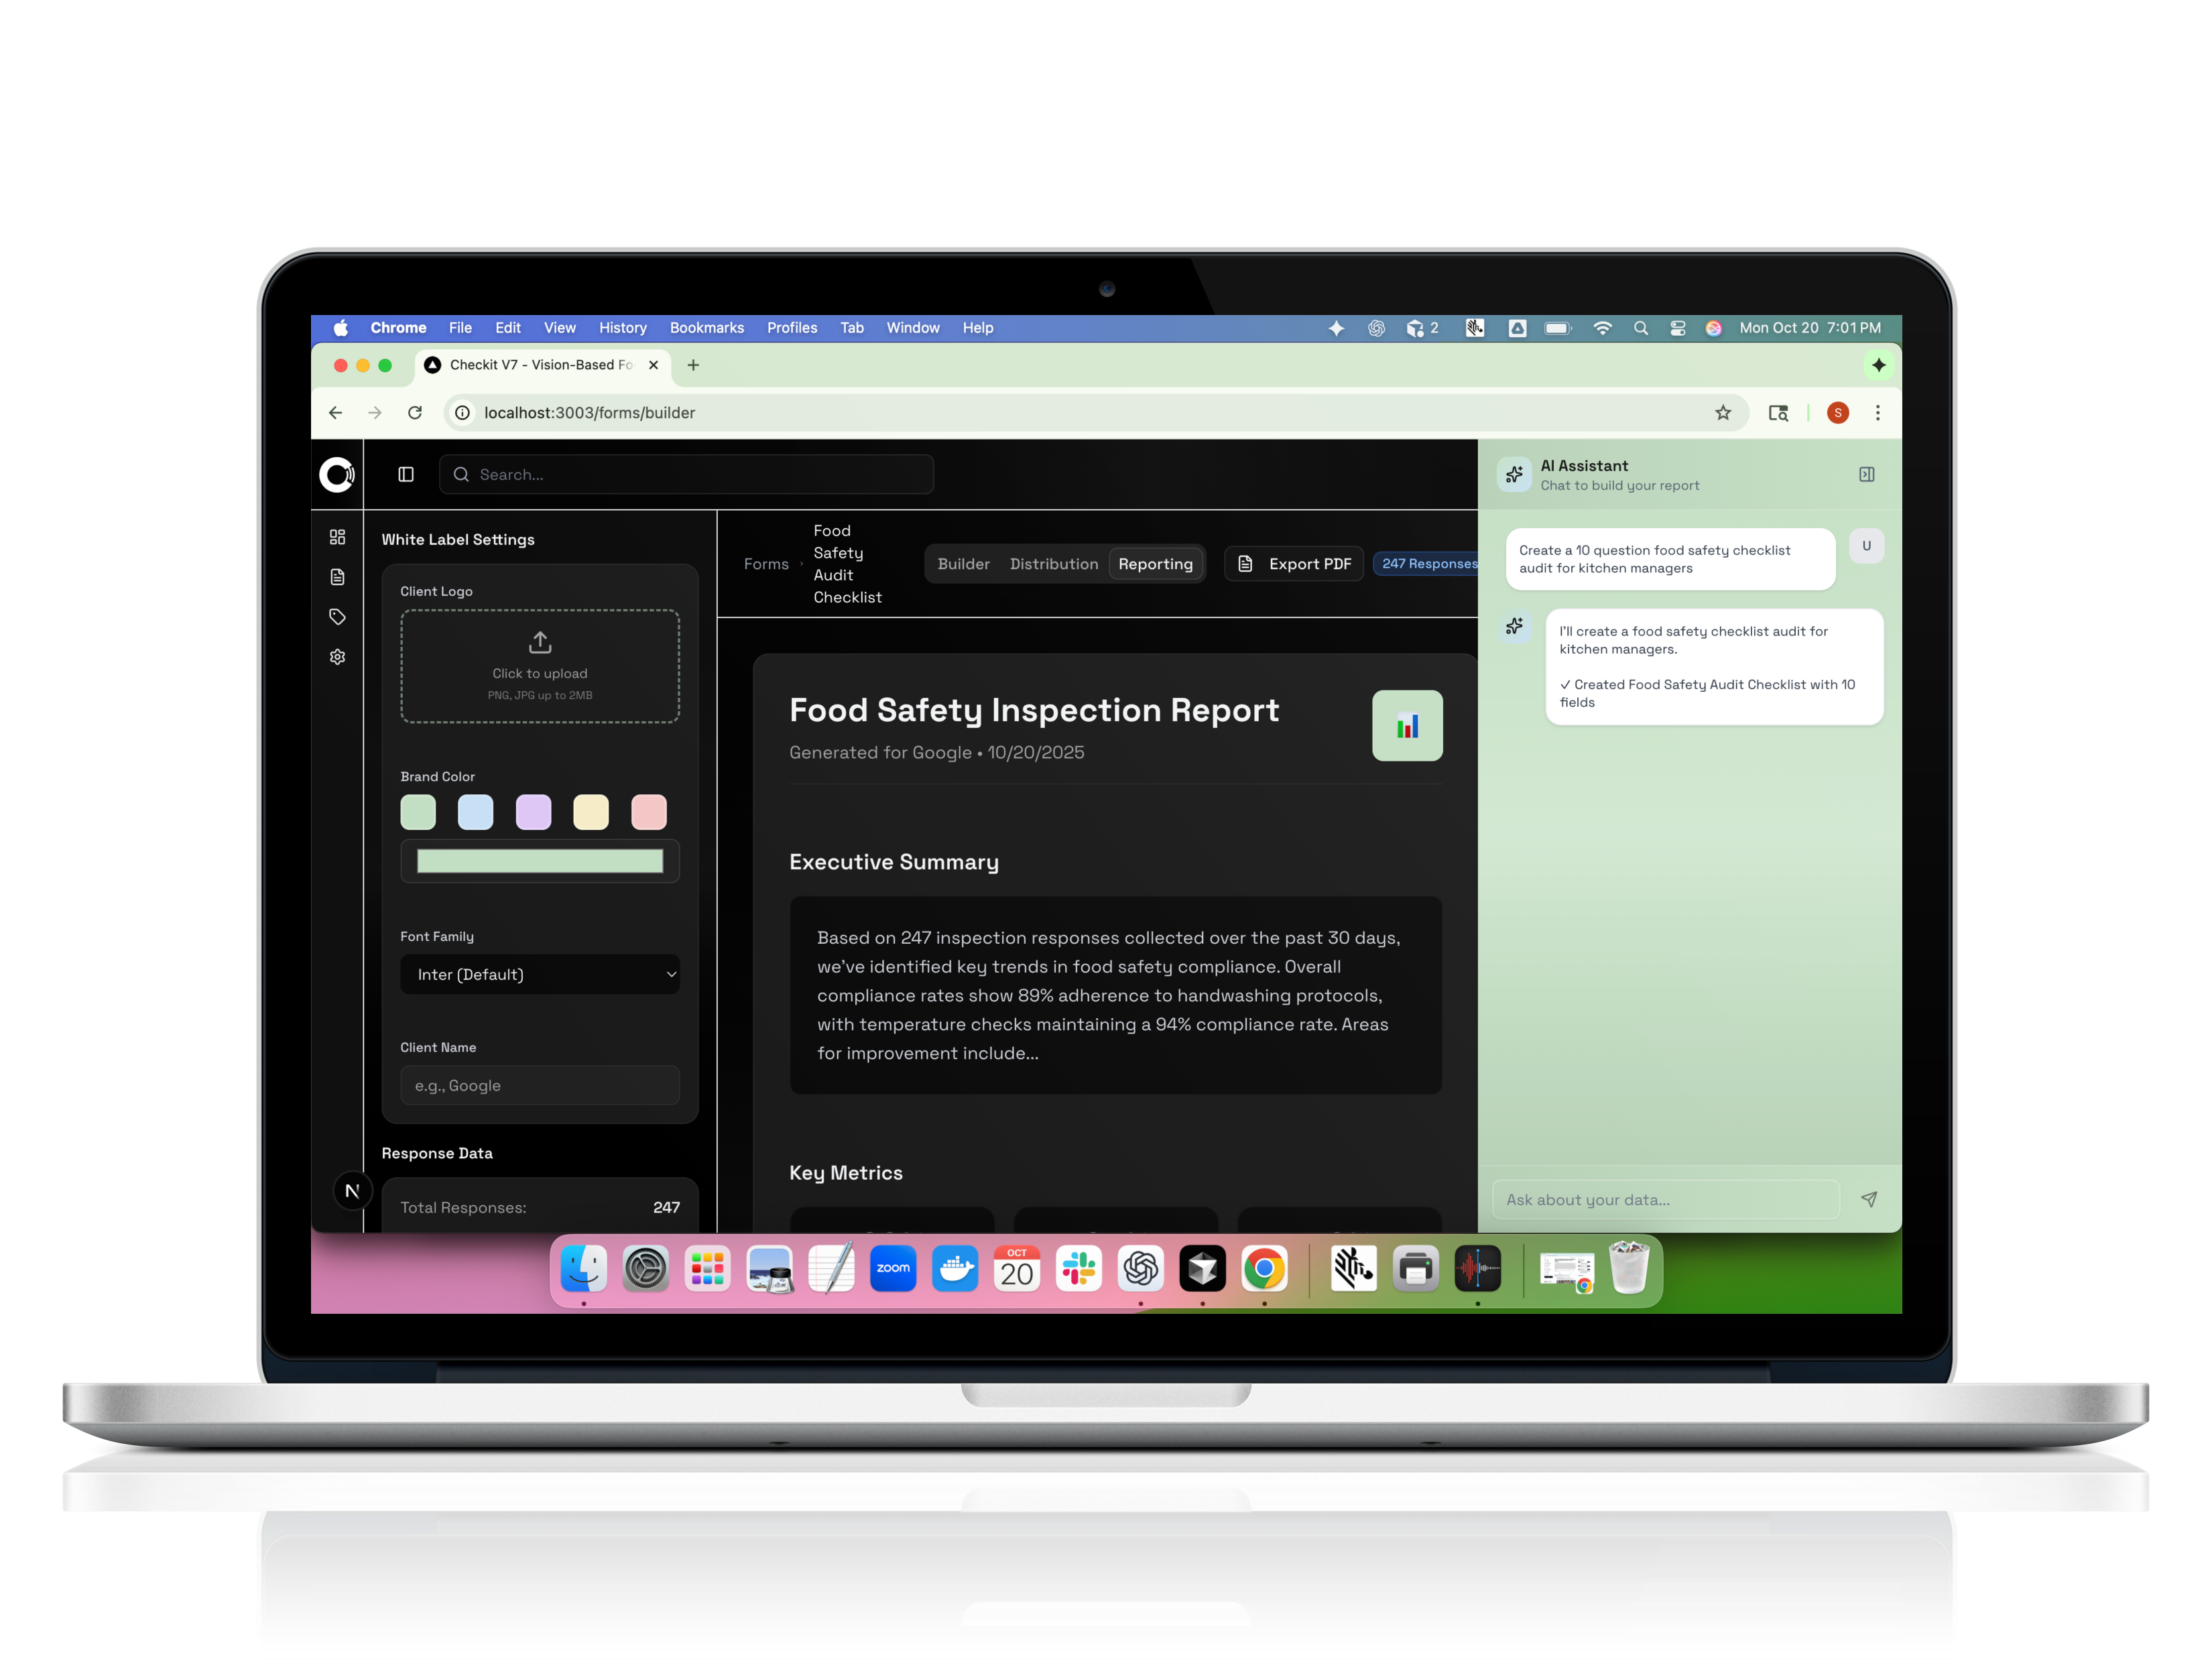 Chrome File Edit View History Bookmarks Profiles Tab Window Help 2 Mon Oct 20 7:01 PM
Checkit V7 - Vision-Based Fo
localhost:3003/forms/builder
S
Search...
White Label Settings
Client Logo
Click to upload
PNG, JPG up to 2MB
Brand Color
Font Family
Inter (Default)
Client Name
e.g., Google
Response Data
Total Responses: 247
N
Forms
Food
Safety
Audit
Checklist
Builder Distribution Reporting
Export PDF
247 Responses
Food Safety Inspection Report
Generated for Google • 10/20/2025
Executive Summary
Based on 247 inspection responses collected over the past 30 days,
we've identified key trends in food safety compliance. Overall
compliance rates show 89% adherence to handwashing protocols,
with temperature checks maintaining a 94% compliance rate. Areas
for improvement include...
Key Metrics
AI Assistant
Chat to build your report
Create a 10 question food safety checklist
audit for kitchen managers
U
I'll create a food safety checklist audit for
kitchen managers.
✓ Created Food Safety Audit Checklist with 10
fields
Ask about your data...
zoom
OCT
20